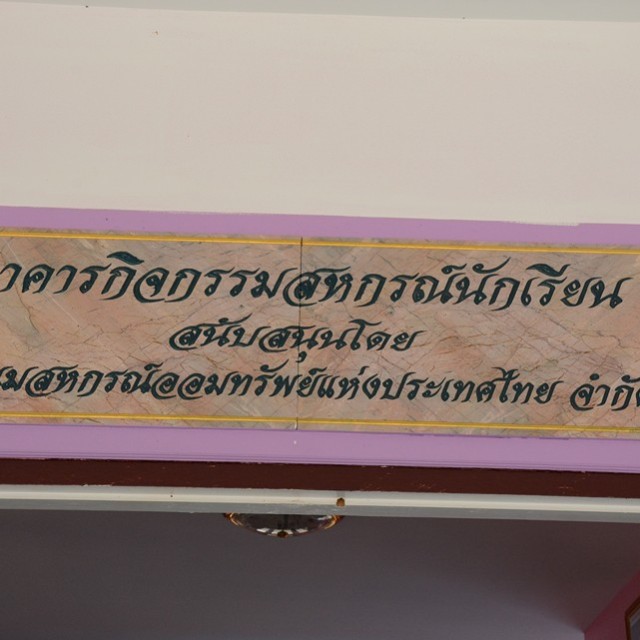 าคารกิจกรรมสหกรณ์นักเรียน
สนับสนุนโดย
มสหกรณ์ออมทรัพย์แห่งประเทศไทย จำกั